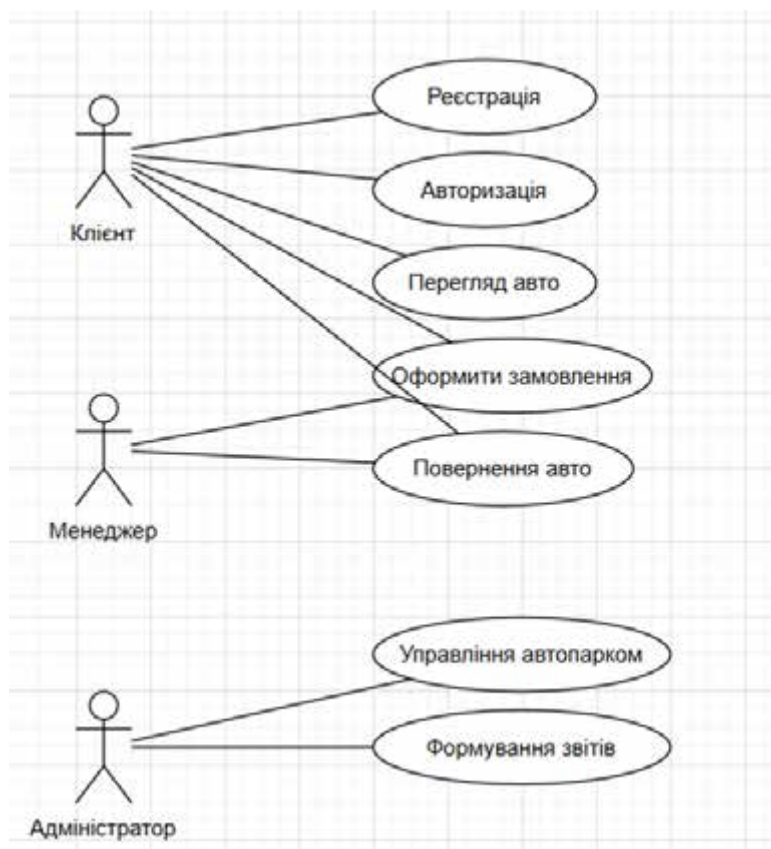 Реєстрація
Авторизація
Клієнт
Перегляд авто
Оформити замовлення
Повернення авто
Менеджер
Управління автопарком
Формування звітів
Адміністратор